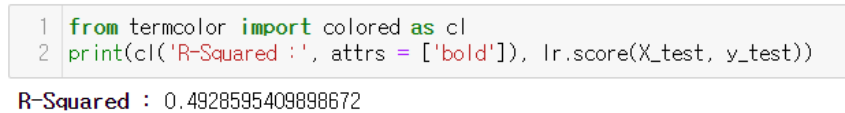 1 from termcolor import colored as cl
2 print(cl('R-Squared :', attrs = ['bold']), lr.score(X_test, y_test))
R-Squared : 0.4928595409898672